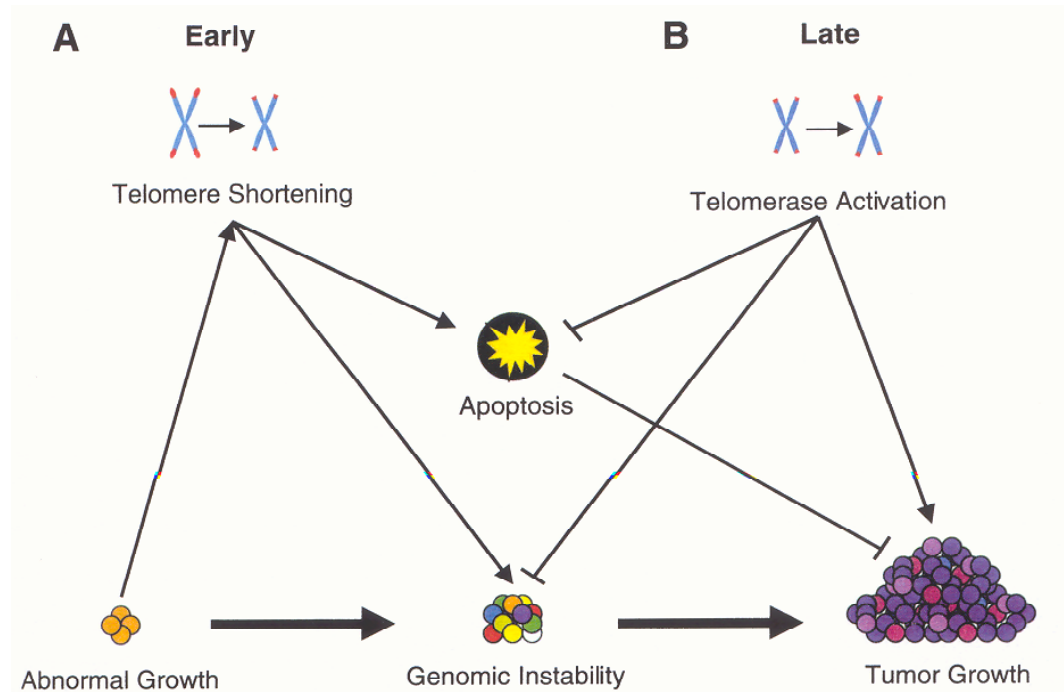 A Early
B Late
Telomere Shortening
Telomerase Activation
Apoptosis
Abnormal Growth
Genomic Instability
Tumor Growth